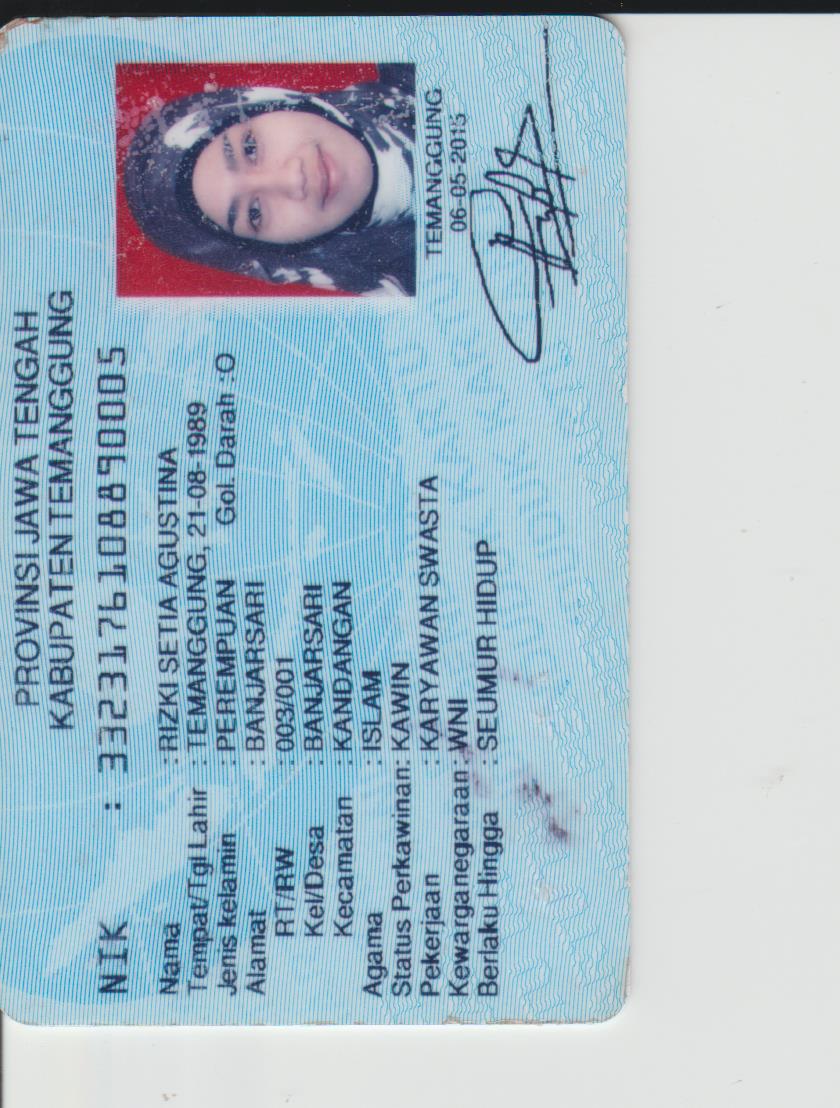 PROVINSI JAWA TENGAH
KABUPATEN TEMANGGUNG
NIK : 3323176108890005
Nama : RIZKI SETIA AGUSTINA
Tempat/Tgl Lahir : TEMANGGUNG, 21-08-1989
Jenis kelamin : PEREMPUAN Gol. Darah : O
Alamat : BANJARSARI
RT/RW : 003/001
Kel/Desa : BANJARSARI
Kecamatan : KANDANGAN
Agama : ISLAM
Status Perkawinan: KAWIN
Pekerjaan : KARYAWAN SWASTA
Kewarganegaraan: WNI
Berlaku Hingga : SEUMUR HIDUP
TEMANGGUNG
06-05-2015